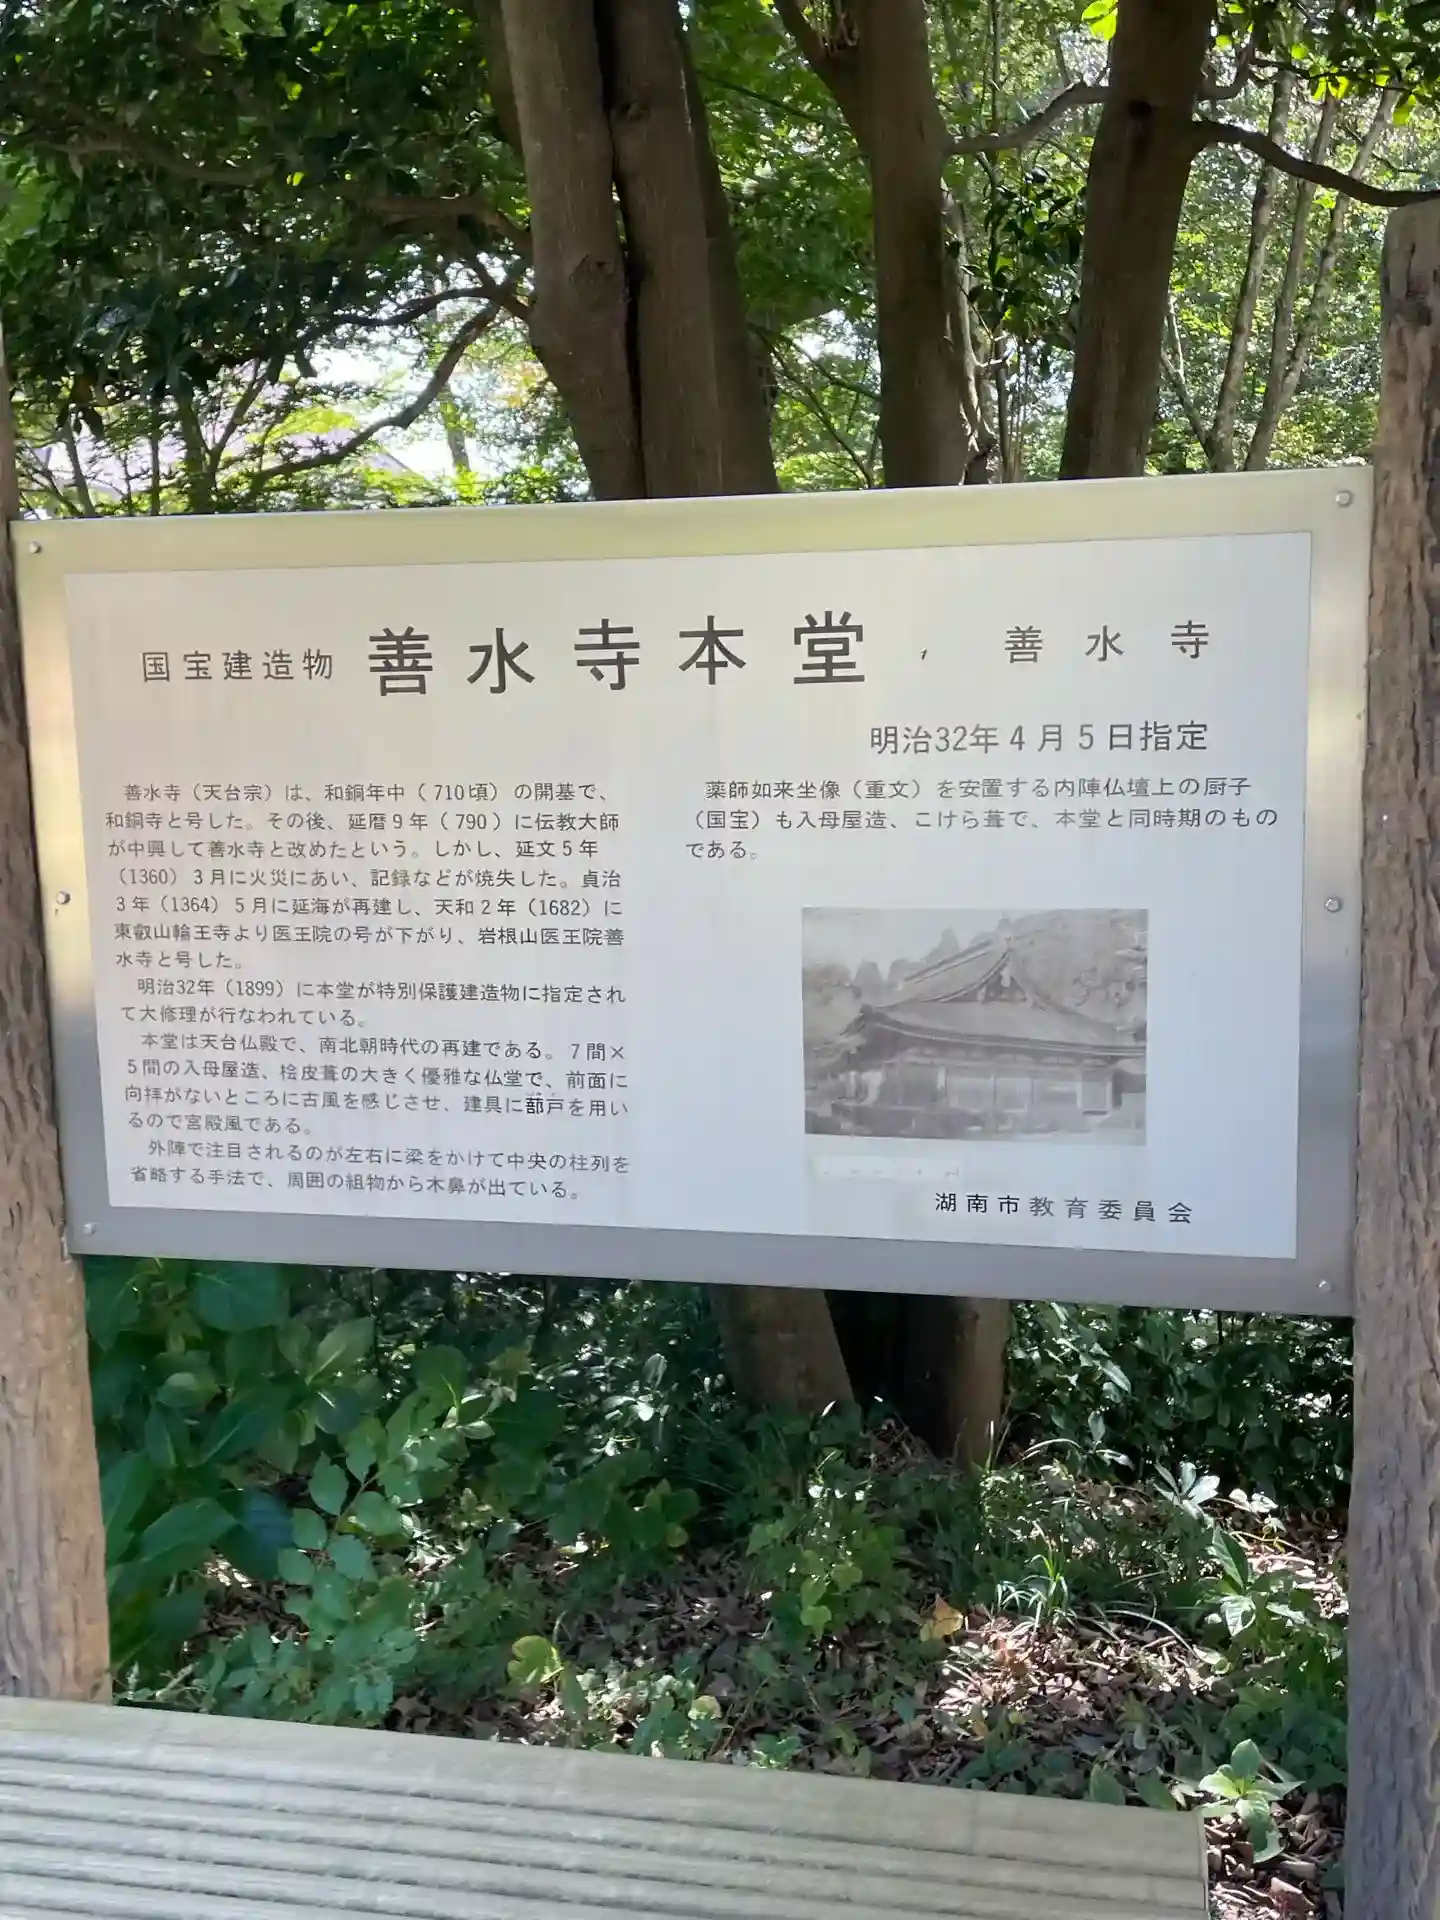 国宝建造物 善水寺本堂 善水寺
明治32年4月5日指定
善水寺（天台宗）は、和銅年中（710頃）の開基で、
和銅寺と号した。その後、延暦9年（790）に伝教大師
が中興して善水寺と改めたという。しかし、延文5年
（1360）3月に火災にあい、記録などが焼失した。貞治
3年（1364）5月に延海が再建し、天和2年（1682）に
東叡山輪王寺より医王院の号が下がり、岩根山医王院善
水寺と号した。
明治32年（1899）に本堂が特別保護建造物に指定され
て大修理が行なわれている。
本堂は天台仏殿で、南北朝時代の再建である。7間×
5間の入母屋造、桧皮葺の大きく優雅な仏堂で、前面に
向拝がないところに古風を感じさせ、建具に蔀戸を用い
るので宮殿風である。
外陣で注目されるのが左右に梁をかけて中央の柱列を
省略する手法で、周囲の組物から木鼻が出ている。
薬師如来坐像（重文）を安置する内陣仏壇上の厨子
（国宝）も入母屋造、こけら葺で、本堂と同時期のもの
である。
湖南市教育委員会